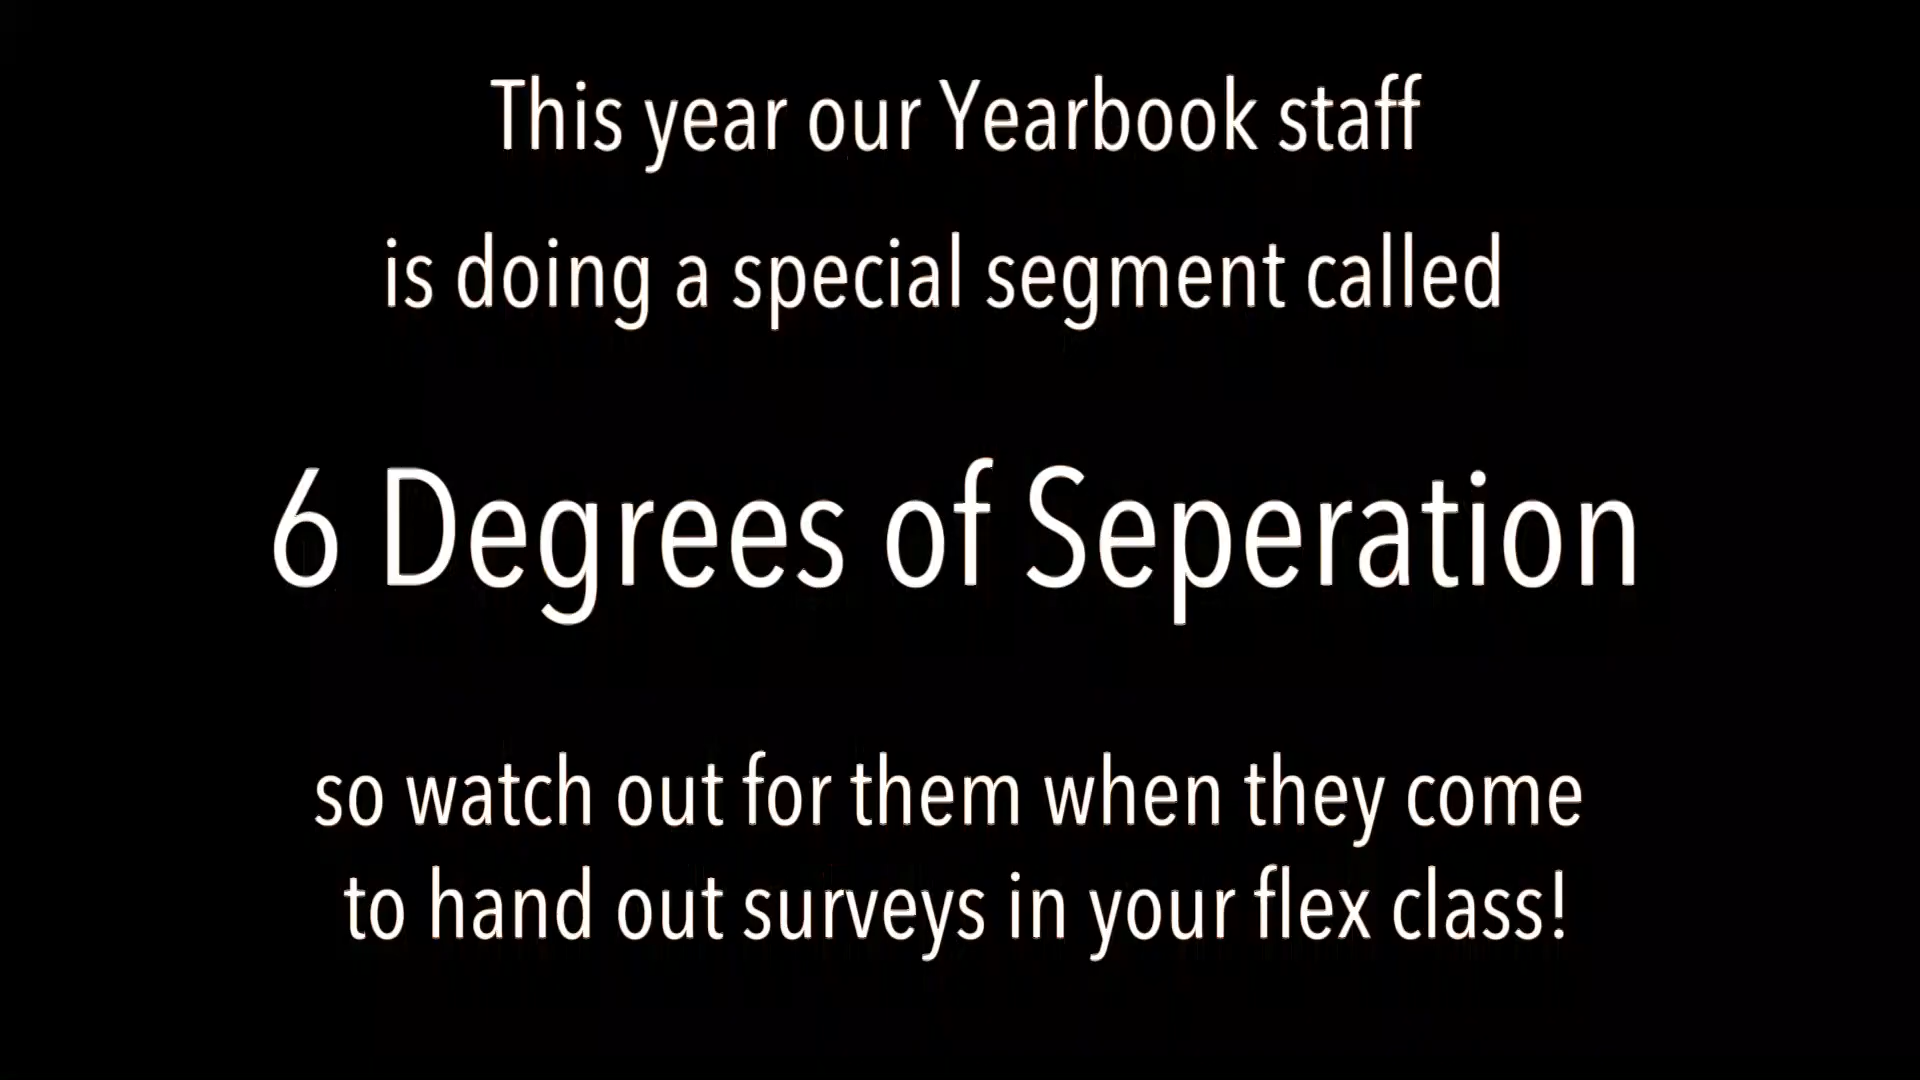 This year our Yearbook staff
is doing a special segment called
6 Degrees of Seperation
so watch out for them when they come
to hand out surveys in your flex class!